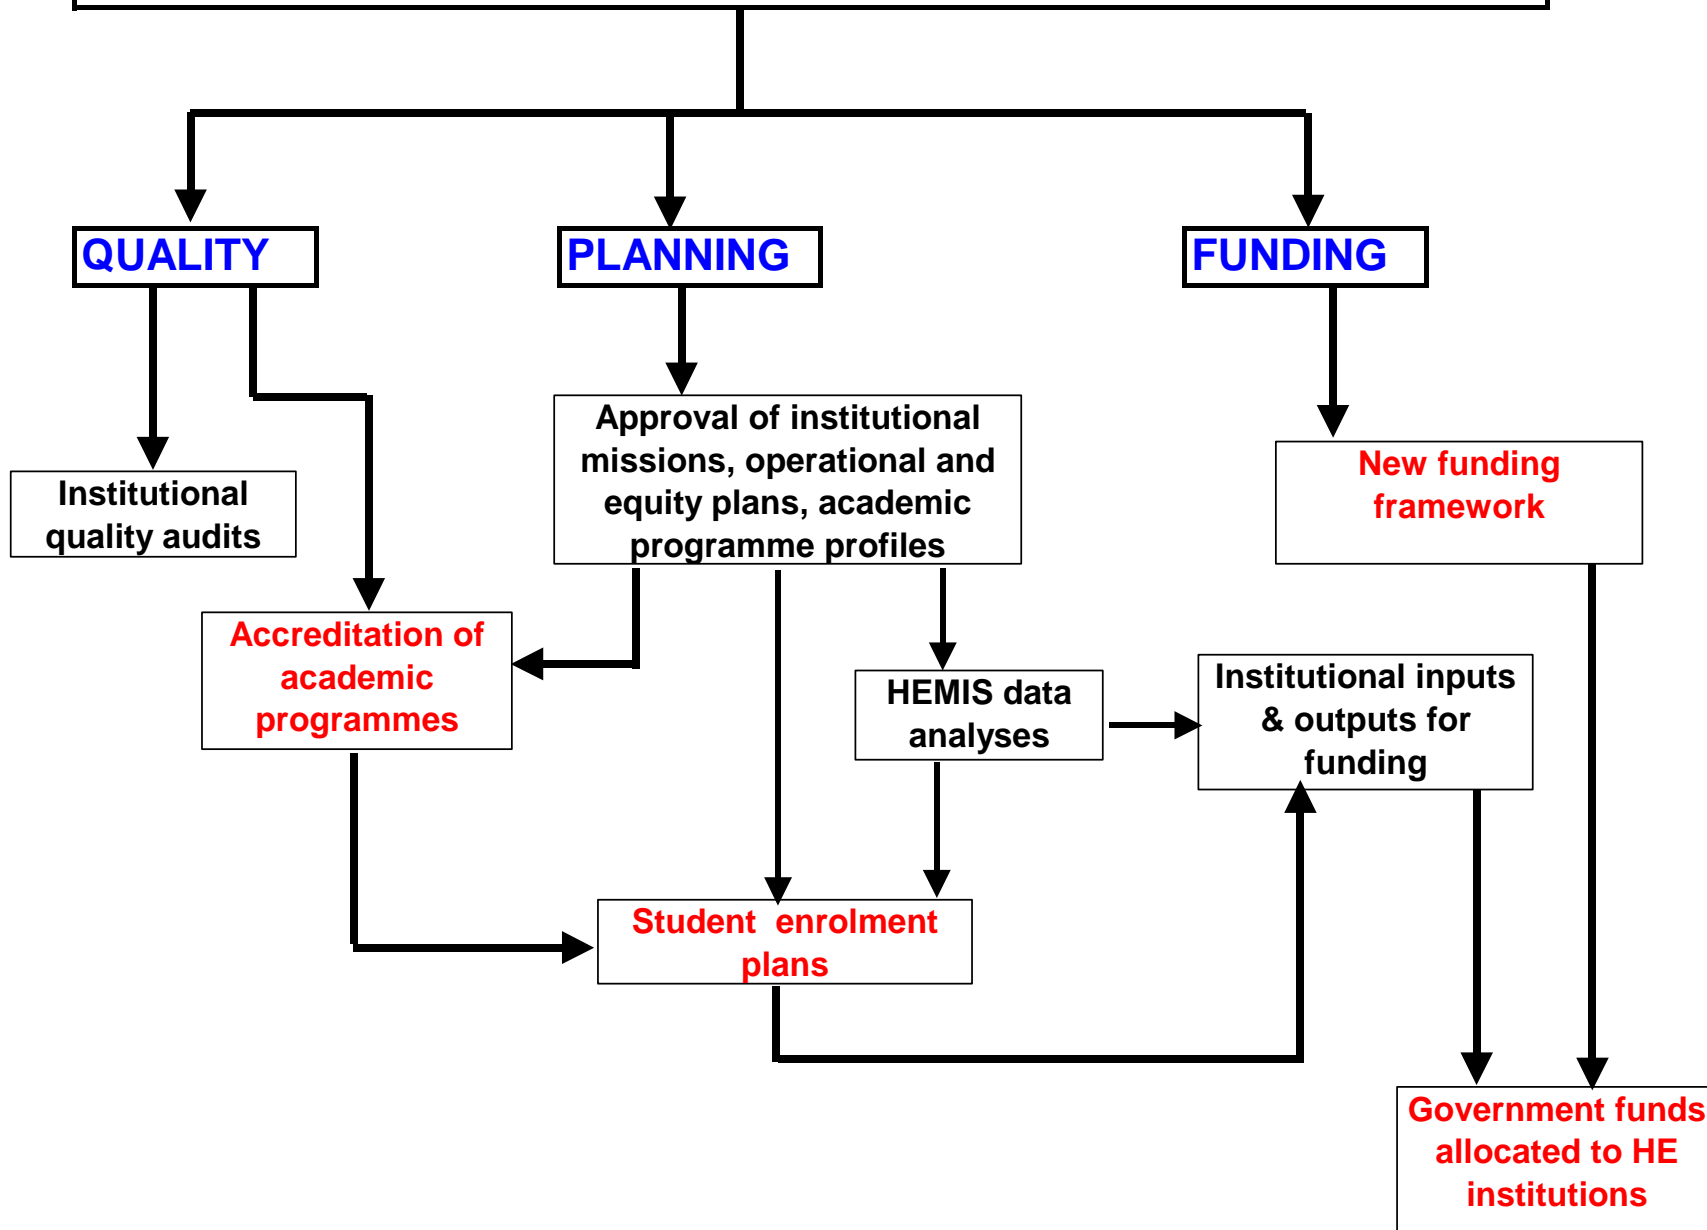 QUALITY
PLANNING
FUNDING
Approval of institutional
missions, operational and
equity plans, academic
programme profiles
New funding
framework
Institutional
quality audits
Accreditation of
academic
programmes
HEMIS data
analyses
Institutional inputs
& outputs for
funding
Student enrolment
plans
Government funds
allocated to HE
institutions